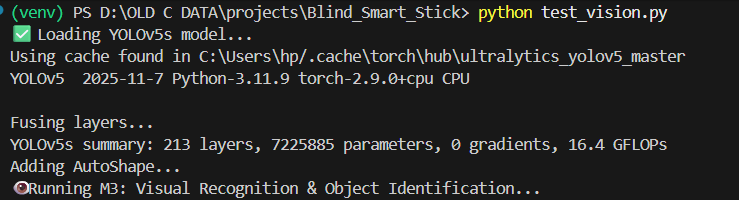 (venv) PS D:\OLD C DATA\projects\Blind_Smart_Stick> python test_vision.py
✅ Loading YOLOv5s model...
Using cache found in C:\Users\hp/.cache\torch\hub\ultralytics_yolov5_master
YOLOv5  2025-11-7 Python-3.11.9 torch-2.9.0+cpu CPU

Fusing layers...
YOLOv5s summary: 213 layers, 7225885 parameters, 0 gradients, 16.4 GFLOPs
Adding AutoShape...
👁Running M3: Visual Recognition & Object Identification...